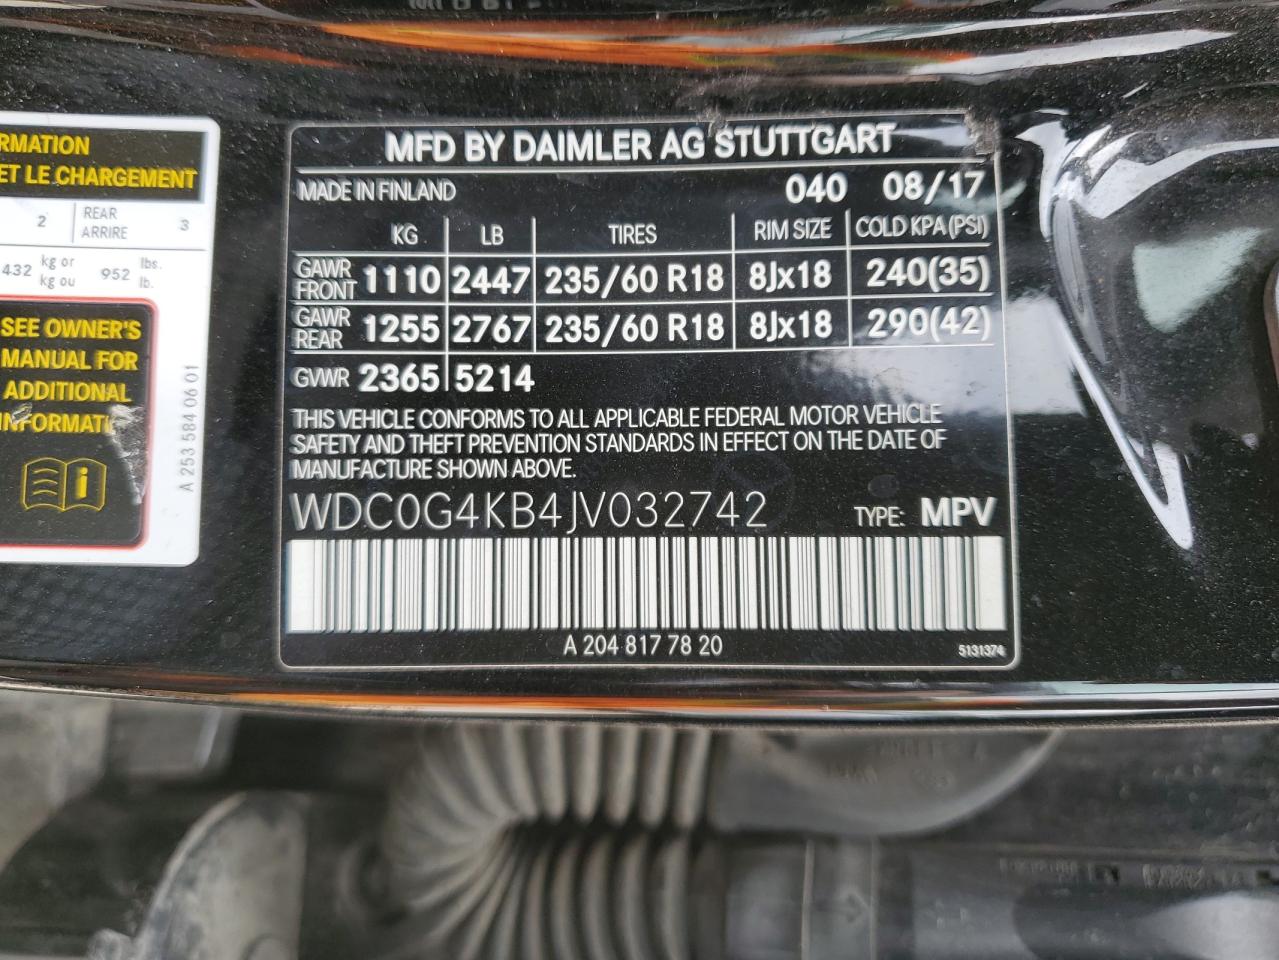 RMATION
ET LE CHARGEMENT
2 REAR ARRIRE 3
432 kg or kg ou 952 lbs. lb.
SEE OWNER'S
MANUAL FOR
ADDITIONAL
INFORMATI
A 253 584 06 01
MFD BY DAIMLER AG STUTTGART
MADE IN FINLAND 040 08/17
KG LB TIRES RIM SIZE COLD KPA (PSI)
GAWR FRONT 1110 2447 235/60 R18 8Jx18 240(35)
GAWR REAR 1255 2767 235/60 R18 8Jx18 290(42)
GVWR 2365 5214
THIS VEHICLE CONFORMS TO ALL APPLICABLE FEDERAL MOTOR VEHICLE
SAFETY AND THEFT PREVENTION STANDARDS IN EFFECT ON THE DATE OF
MANUFACTURE SHOWN ABOVE.
WDC0G4KB4JV032742 TYPE: MPV
A 204 817 78 20
5131374